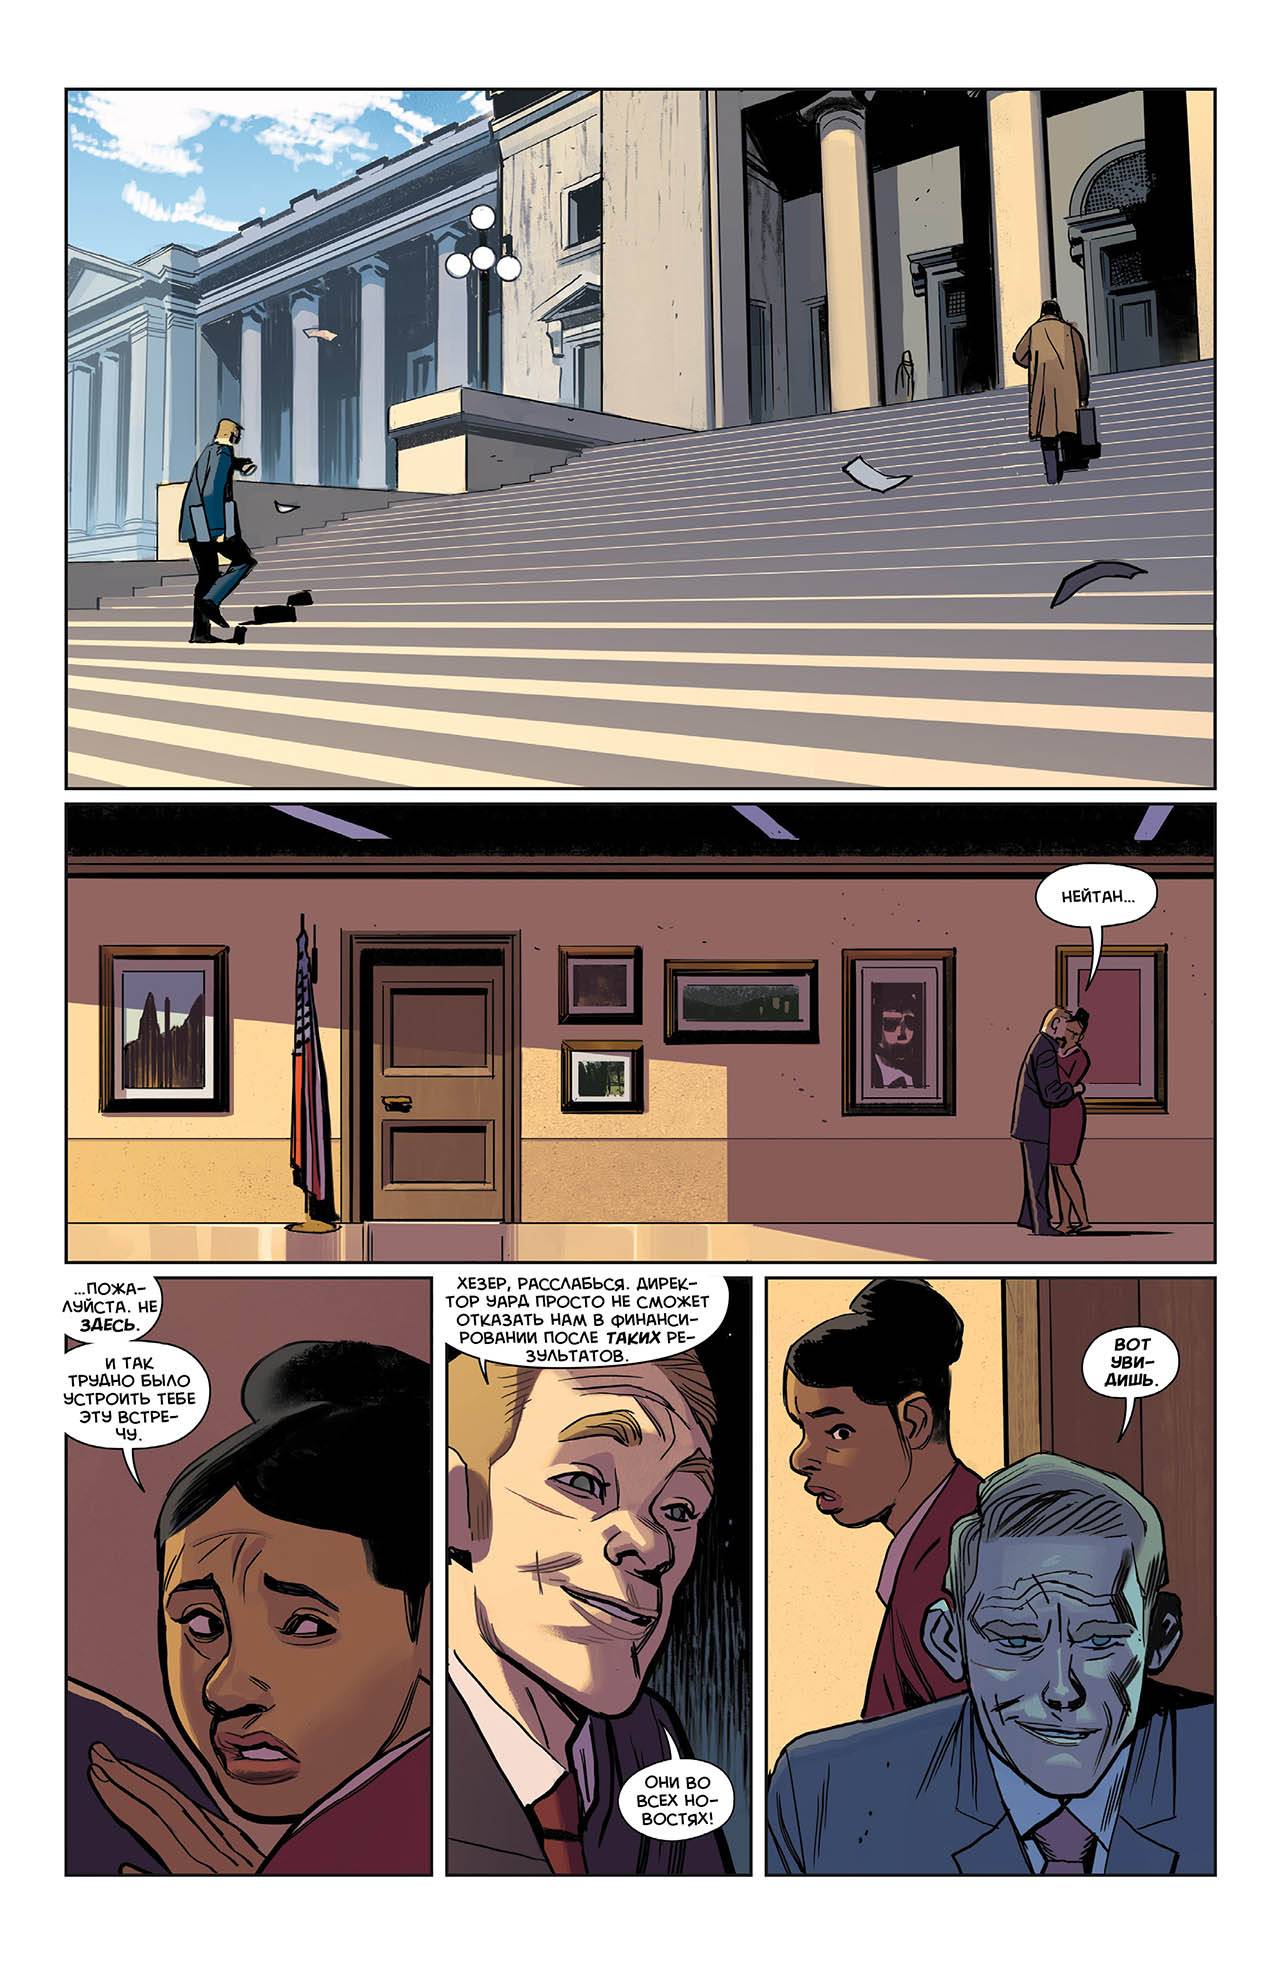 НЕЙТАН...
...ПОЖА-
ЛУЙСТА. НЕ
ЗДЕСЬ.
И ТАК
ТРУДНО БЫЛО
УСТРОИТЬ ТЕБЕ
ЭТУ ВСТРЕ-
ЧУ.
ХЕЗЕР, РАССЛАБЬСЯ. ДИРЕК-
ТОР УАРД ПРОСТО НЕ СМОЖЕТ
ОТКАЗАТЬ НАМ В ФИНАНСИ-
РОВАНИИ ПОСЛЕ ТАКИХ РЕ-
ЗУЛЬТАТОВ.
ОНИ ВО
ВСЕХ НО-
ВОСТЯХ!
ВОТ
УВИ-
ДИШЬ.